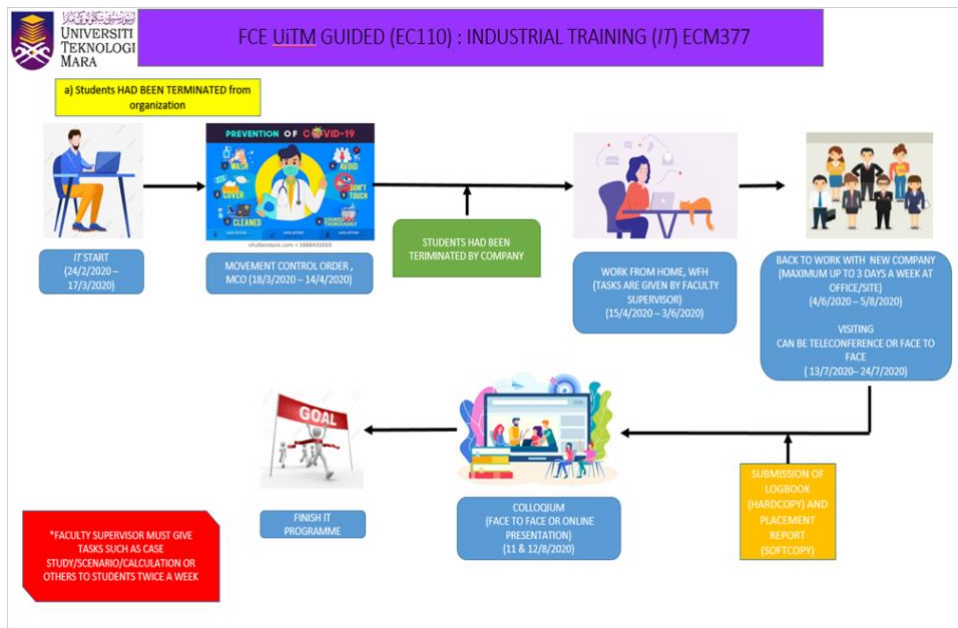 UNIVERSITI
TEKNOLOGI
MARA
FCE UiTM GUIDED (EC110) : INDUSTRIAL TRAINING (IT) ECM377
a) Students HAD BEEN TERMINATED from
organization
PREVENTION OF COVID-19
WASH
AVOID
COVER
DON'T
TOUCH
CLEANED
shutterstock.com • 1668431059
IT START
(24/2/2020 –
17/3/2020)
MOVEMENT CONTROL ORDER ,
MCO (18/3/2020 – 14/4/2020)
STUDENTS HAD BEEN
TERIMINATED BY COMPANY
WORK FROM HOME, WFH
(TASKS ARE GIVEN BY FACULTY
SUPERVISOR)
(15/4/2020 – 3/6/2020)
BACK TO WORK WITH NEW COMPANY
(MAXIMUM UP TO 3 DAYS A WEEK AT
OFFICE/SITE)
(4/6/2020 – 5/8/2020)
VISITING
CAN BE TELECONFERENCE OR FACE TO
FACE
( 13/7/2020– 24/7/2020)
GOAL
FINISH IT
PROGRAMME
COLLOQIUM
(FACE TO FACE OR ONLINE
PRESENTATION)
(11 & 12/8/2020)
SUBMISSION OF
LOGBOOK
(HARDCOPY) AND
PLACEMENT
REPORT
(SOFTCOPY)
*FACULTY SUPERVISOR MUST GIVE
TASKS SUCH AS CASE
STUDY/SCENARIO/CALCULATION OR
OTHERS TO STUDENTS TWICE A WEEK